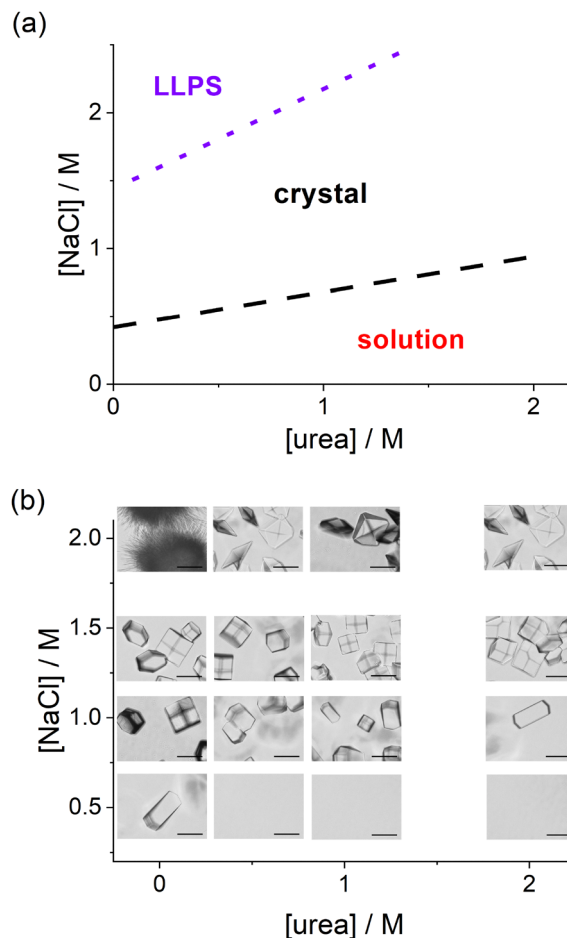 (a)
2
1
0
[NaCl] / M
LLPS
crystal
solution
0
1
2
[urea] / M
(b)
2.0
1.5
1.0
0.5
[NaCl] / M
0
1
2
[urea] / M